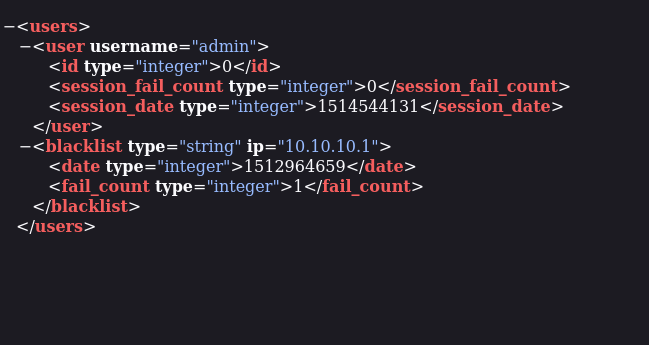 −<users>
−<user username="admin">
<id type="integer">0</id>
<session_fail_count type="integer">0</session_fail_count>
<session_date type="integer">1514544131</session_date>
</user>
−<blacklist type="string" ip="10.10.10.1">
<date type="integer">1512964659</date>
<fail_count type="integer">1</fail_count>
</blacklist>
</users>